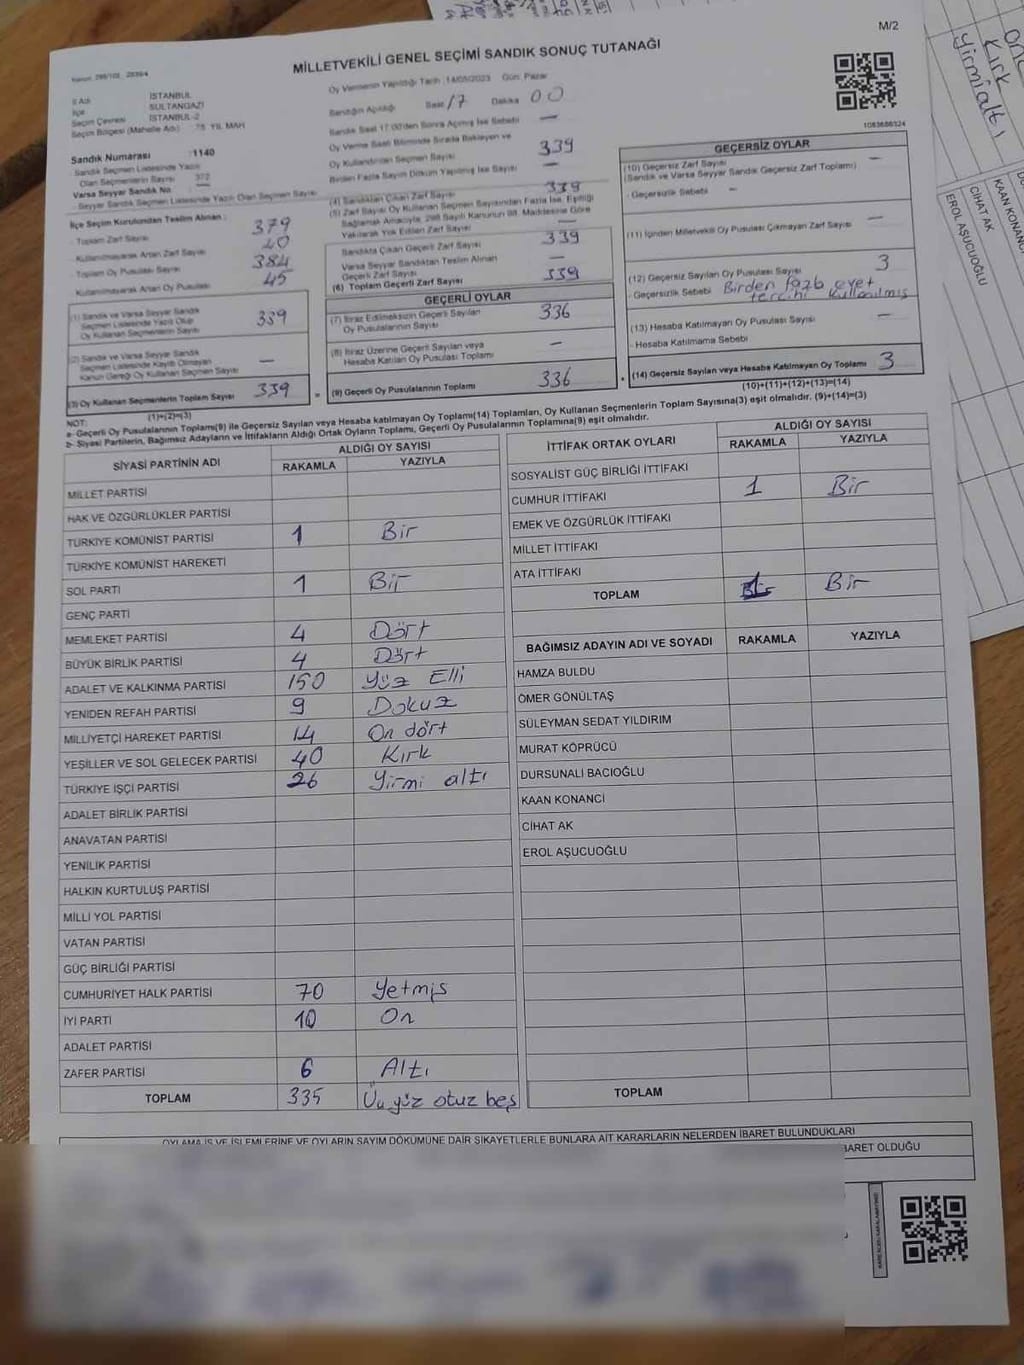 M/2
MİLLETVEKİLİ GENEL SEÇİMİ SANDIK SONUÇ TUTANAĞI
İl Adı : İSTANBUL
İlçe : SULTANGAZİ
Seçim Çevresi : İSTANBUL-2
Seçim Bölgesi (Mahalle Adı) : 75. YIL MAH
Sandık Numarası : 1140
Sandık Seçmen Listesinde Yazılı
Olan Seçmenlerin Sayısı : 372
Varsa Seyyar Sandık No :
Seyyar Sandık Seçmen Listesinde Yazılı Olan Seçmen Sayısı
İlçe Seçim Kurulundan Teslim Alınan :
- Toplam Zarf Sayısı 379
- Kullanılmayarak Artan Zarf Sayısı 40
- Toplam Oy Pusulası Sayısı 384
- Kullanılmayarak Artan Oy Pusulası 45
(1) Sandık ve Varsa Seyyar Sandık
Seçmen Listesinde Yazılı Olup
Oy Kullanan Seçmenlerin Sayısı 339
(2) Sandık ve Varsa Seyyar Sandık
Seçmen Listesinde Kayıtlı Olmayan
Kanun Gereği Oy Kullanan Seçmen Sayısı —
(3) Oy Kullanan Seçmenlerin Toplam Sayısı 339
(1)+(2)=(3)
Oy Vermenin Yapıldığı Tarih :14/05/2023 Gün: Pazar
Sandığın Açıldığı Saat 17 Dakika 00
Sandık Saat 17:00'den Sonra Açılmış İse Sebebi —
Oy Verme Saati Bitiminde Sırada Bekleyen ve
Oy Kullandırılan Seçmen Sayısı 339
Birden Fazla Sayım Döküm Yapılmış İse Sayısı —
(4) Sandıktan Çıkan Zarf Sayısı 339
(5) Zarf Sayısı Oy Kullanan Seçmen Sayısından Fazla İse, Eşitliği
Sağlamak Amacıyla, 298 Sayılı Kanunun 98. Maddesine Göre
Yakılarak Yok Edilen Zarf Sayısı —
Sandıkta Çıkan Geçerli Zarf Sayısı 339
Varsa Seyyar Sandıktan Teslim Alınan
Geçerli Zarf Sayısı —
(6) Toplam Geçerli Zarf Sayısı 339
GEÇERLİ OYLAR
(7) İtiraz Edilmeksizin Geçerli Sayılan
Oy Pusulalarının Sayısı 336
(8) İtiraz Üzerine Geçerli Sayılan veya
Hesaba Katılan Oy Pusulası Toplamı —
(9) Geçerli Oy Pusulalarının Toplamı 336
1083686324
GEÇERSİZ OYLAR
(10) Geçersiz Zarf Sayısı
(Sandık ve Varsa Seyyar Sandık Geçersiz Zarf Toplamı) —
- Geçersizlik Sebebi —
(11) İçinden Milletvekili Oy Pusulası Çıkmayan Zarf Sayısı —
(12) Geçersiz Sayılan Oy Pusulası Sayısı 3
- Geçersizlik Sebebi Birden fazla evet
tercihi kullanılmış
(13) Hesaba Katılmayan Oy Pusulası Sayısı —
- Hesaba Katılmama Sebebi
(14) Geçersiz Sayılan veya Hesaba Katılmayan Oy Toplamı 3
(10)+(11)+(12)+(13)=(14)
NOT:
a- Geçerli Oy Pusulalarının Toplamı(9) ile Geçersiz Sayılan veya Hesaba katılmayan Oy Toplamı(14) Toplamları, Oy Kullanan Seçmenlerin Toplam Sayısına(3) eşit olmalıdır. (9)+(14)=(3)
b- Siyasi Partilerin, Bağımsız Adayların ve İttifakların Aldığı Ortak Oyların Toplamı, Geçerli Oy Pusulalarının Toplamına(9) eşit olmalıdır.
SİYASİ PARTİNİN ADI ALDIĞI OY SAYISI
RAKAMLA YAZIYLA
MİLLET PARTİSİ
HAK VE ÖZGÜRLÜKLER PARTİSİ
TÜRKİYE KOMÜNİST PARTİSİ 1 Bir
TÜRKİYE KOMÜNİST HAREKETİ
SOL PARTİ 1 Bir
GENÇ PARTİ
MEMLEKET PARTİSİ 4 Dört
BÜYÜK BİRLİK PARTİSİ 4 Dört
ADALET VE KALKINMA PARTİSİ 150 Yüz Elli
YENİDEN REFAH PARTİSİ 9 Dokuz
MİLLİYETÇİ HAREKET PARTİSİ 14 On dört
YEŞİLLER VE SOL GELECEK PARTİSİ 40 Kırk
TÜRKİYE İŞÇİ PARTİSİ 26 Yirmi altı
ADALET BİRLİK PARTİSİ
ANAVATAN PARTİSİ
YENİLİK PARTİSİ
HALKIN KURTULUŞ PARTİSİ
MİLLİ YOL PARTİSİ
VATAN PARTİSİ
GÜÇ BİRLİĞİ PARTİSİ
CUMHURİYET HALK PARTİSİ 70 Yetmiş
İYİ PARTİ 10 On
ADALET PARTİSİ
ZAFER PARTİSİ 6 Altı
TOPLAM 335 Üç yüz otuz beş
İTTİFAK ORTAK OYLARI ALDIĞI OY SAYISI
RAKAMLA YAZIYLA
SOSYALİST GÜÇ BİRLİĞİ İTTİFAKI
CUMHUR İTTİFAKI 1 Bir
EMEK VE ÖZGÜRLÜK İTTİFAKI
MİLLET İTTİFAKI
ATA İTTİFAKI
TOPLAM 1 Bir
BAĞIMSIZ ADAYIN ADI VE SOYADI RAKAMLA YAZIYLA
HAMZA BULDU
ÖMER GÖNÜLTAŞ
SÜLEYMAN SEDAT YILDIRIM
MURAT KÖPRÜCÜ
DURSUNALİ BACIOĞLU
KAAN KONANCİ
CİHAT AK
EROL AŞUCUOĞLU
TOPLAM
OYLAMA İŞ VE İŞLEMLERİNE VE OYLARIN SAYIM DÖKÜMÜNE DAİR ŞİKAYETLERLE BUNLARA AİT KARARLARIN NELERDEN İBARET BULUNDUKLARI
İBARET OLDUĞU
Kırk
Yirmialtı
KAAN KONANCİ
CİHAT AK
EROL AŞUCUOĞLU